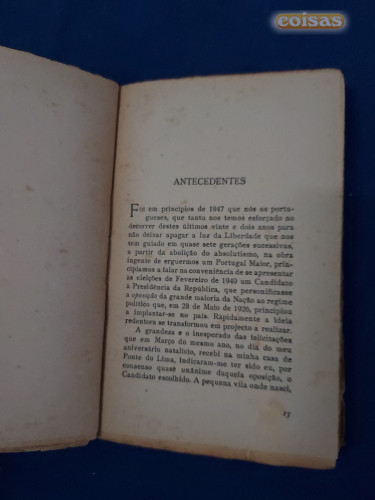 coisas
ANTECEDENTES
FOI em princípios de 1947 que nós os portu-
gueses, que tanto nos temos esforçado no
decorrer destes últimos vinte e dois anos para
não deixar apagar a luz da Liberdade que nos
tem guiado em quase sete gerações sucessivas,
a partir da abolição do absolutismo, na obra
ingente de erguermos um Portugal Maior, prin-
cipiamos a falar na conveniência de se apresentar
às eleições de Fevereiro de 1949 um Candidato
à Presidência da República, que personificasse
a oposição da grande maioria da Nação ao regime
político que, em 28 de Maio de 1926, principiou
a implantar-se no país. Rapidamente a ideia
redentora se transformou em projecto a realizar.
A grandeza e o inesperado das felicitações
que em Março do mesmo ano, no dia do meu
aniversário natalício, recebi na minha casa de
Ponte do Lima, indicaram-me ter sido eu, por
consenso quase unânime daquela oposição, o
Candidato escolhido. A pequena vila onde nasci,
15